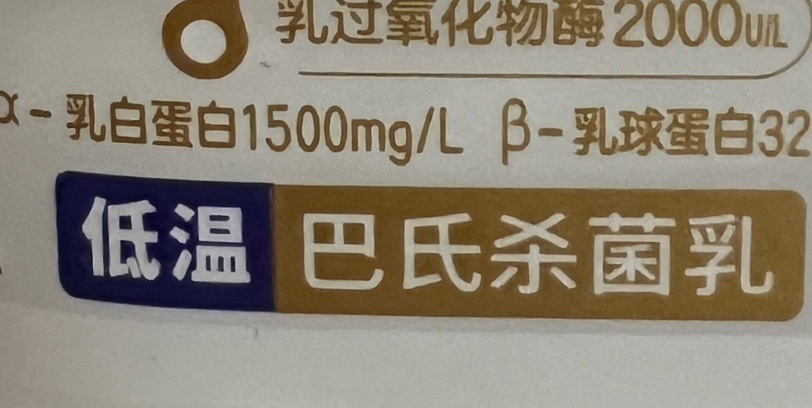 乳过氧化物酶2000U/L
α-乳白蛋白1500mg/L β-乳球蛋白32
低温 巴氏杀菌乳